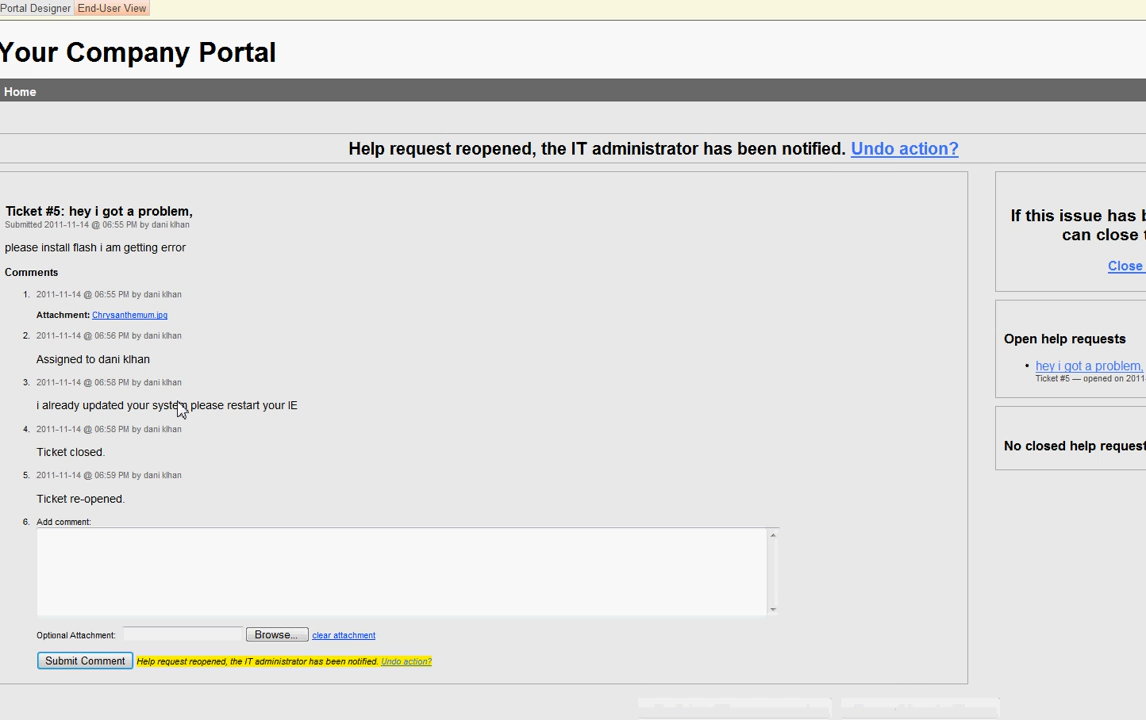 Portal Designer End-User View
Your Company Portal
Home
Help request reopened, the IT administrator has been notified. Undo action?
Ticket #5: hey i got a problem,
Submitted 2011-11-14 @ 06:55 PM by dani klhan
please install flash i am getting error
Comments
1. 2011-11-14 @ 06:55 PM by dani klhan
Attachment: Chrysanthemum.jpg
2. 2011-11-14 @ 06:56 PM by dani klhan
Assigned to dani klhan
3. 2011-11-14 @ 06:58 PM by dani klhan
i already updated your system please restart your IE
4. 2011-11-14 @ 06:58 PM by dani klhan
Ticket closed.
5. 2011-11-14 @ 06:59 PM by dani klhan
Ticket re-opened.
6. Add comment:
Optional Attachment: Browse... clear attachment
Submit Comment Help request reopened, the IT administrator has been notified. Undo action?
If this issue has b
can close t
Close
Open help requests
• hey i got a problem,
Ticket #5 — opened on 2011-
No closed help request